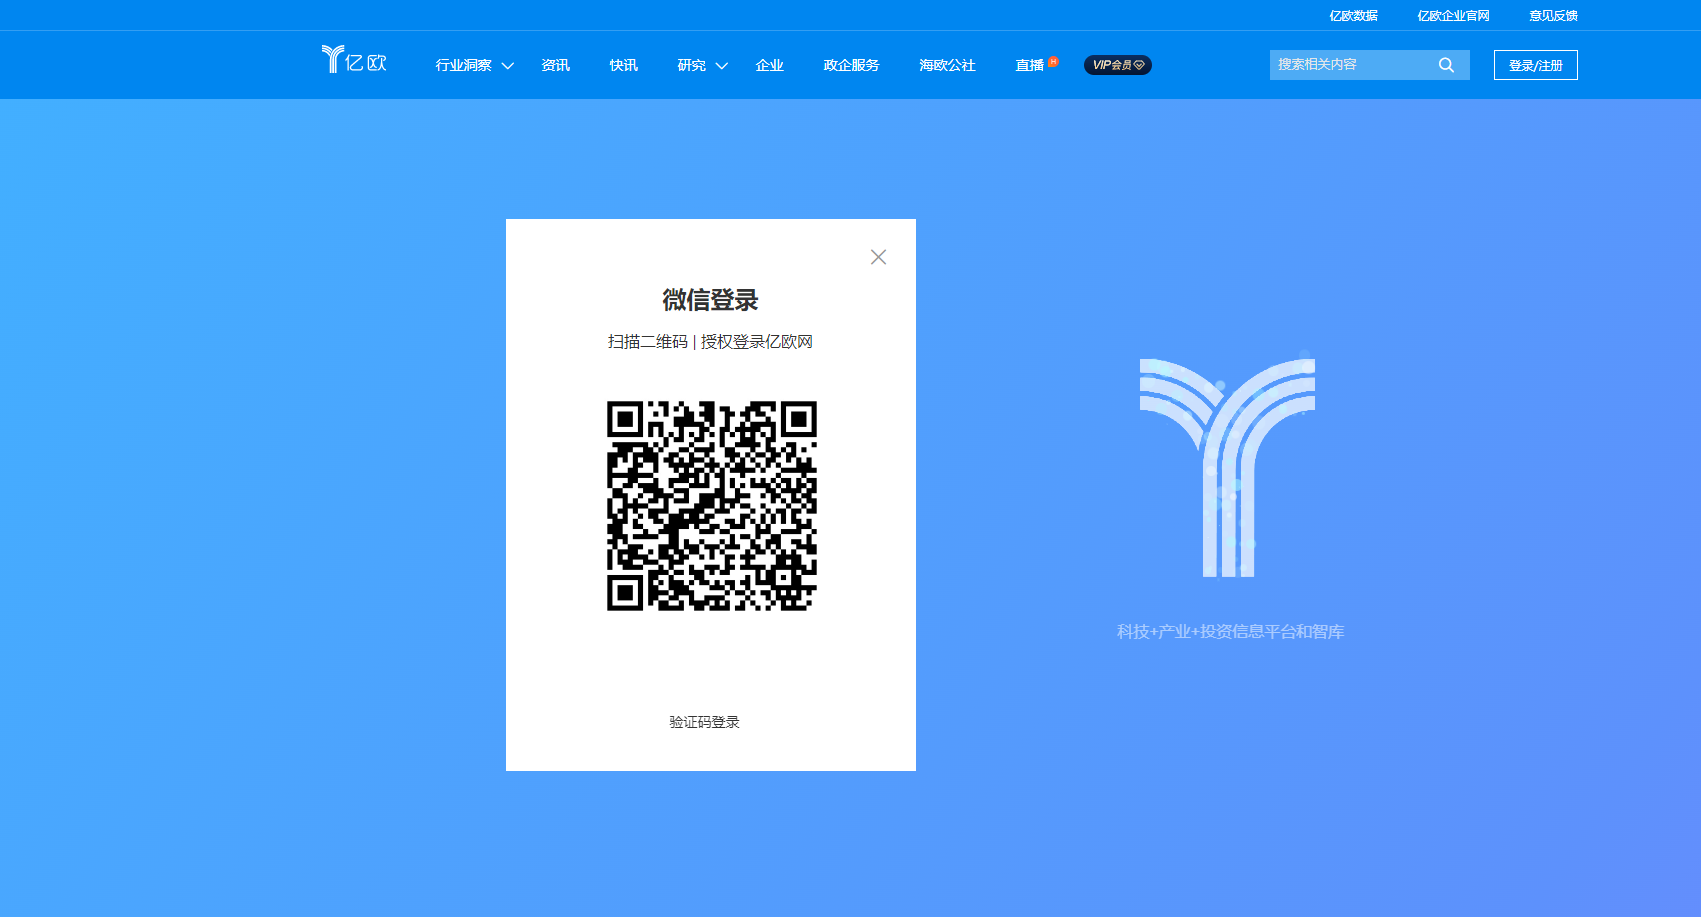 亿欧数据 亿欧企业官网 意见反馈
亿欧 行业洞察 资讯 快讯 研究 企业 政企服务 海欧公社 直播 H VIP会员 搜索相关内容 登录/注册
微信登录
扫描二维码 | 授权登录亿欧网
科技+产业+投资信息平台和智库
验证码登录